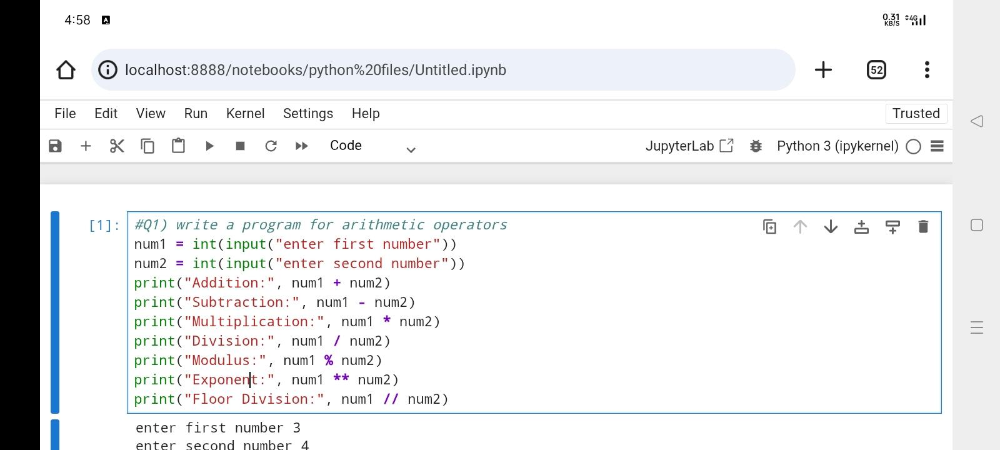 4:58 A 0.31 KB/S 4G
localhost:8888/notebooks/python%20files/Untitled.ipynb 52
File Edit View Run Kernel Settings Help Trusted
Code JupyterLab Python 3 (ipykernel)
[1]: #Q1) write a program for arithmetic operators
num1 = int(input("enter first number"))
num2 = int(input("enter second number"))
print("Addition:", num1 + num2)
print("Subtraction:", num1 - num2)
print("Multiplication:", num1 * num2)
print("Division:", num1 / num2)
print("Modulus:", num1 % num2)
print("Exponent:", num1 ** num2)
print("Floor Division:", num1 // num2)
enter first number 3
enter second number 4